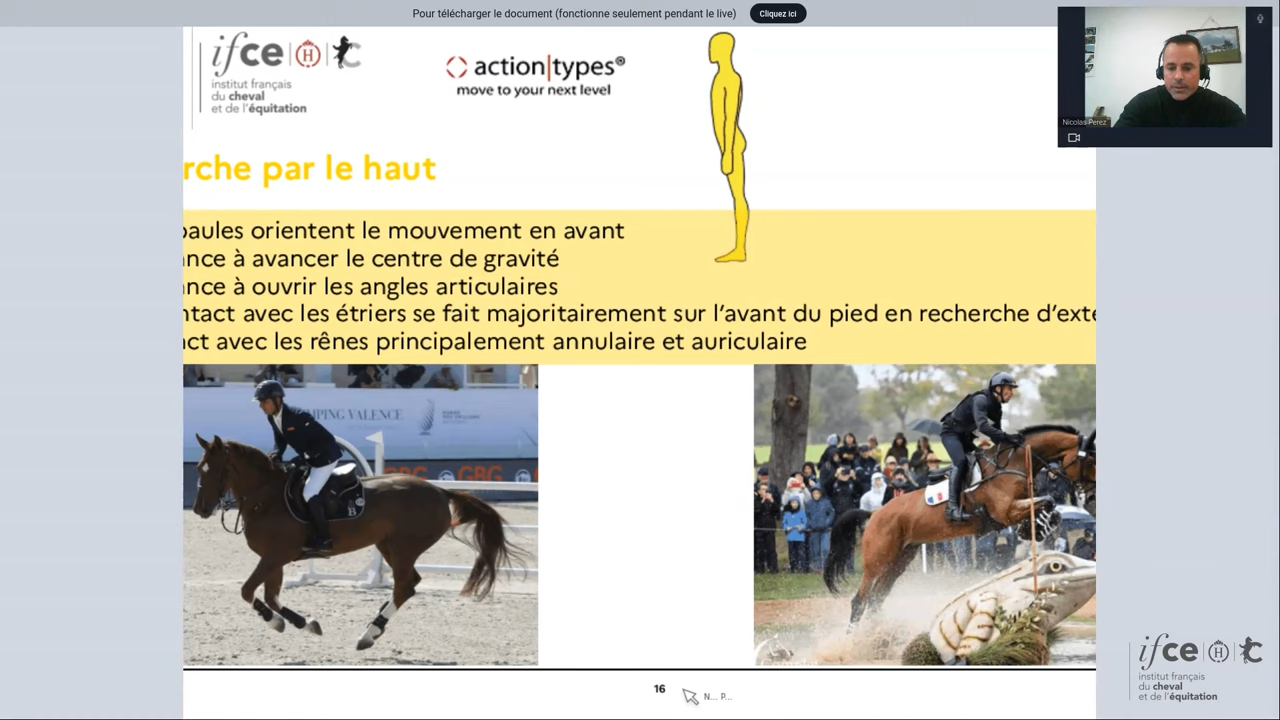 Pour télécharger le document (fonctionne seulement pendant le live)
Cliquez ici
ifce
H
institut français
du cheval
et de l'équitation
action|types®
move to your next level
Nicolas Perez
rche par le haut
paules orientent le mouvement en avant
ance à avancer le centre de gravité
ance à ouvrir les angles articulaires
ntact avec les étriers se fait majoritairement sur l'avant du pied en recherche d'exte
act avec les rênes principalement annulaire et auriculaire
MPING VALENCE
GRG
16
N... P...
ifce
H
institut français
du cheval
et de l'équitation